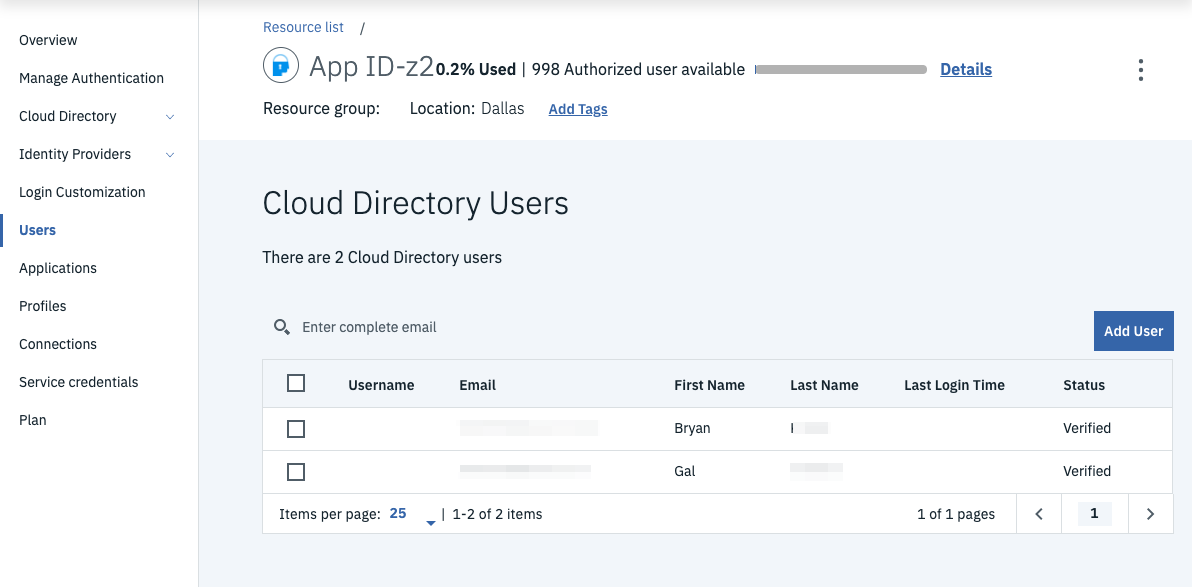 Overview
Manage Authentication
Cloud Directory
Identity Providers
Login Customization
Users
Applications
Profiles
Connections
Service credentials
Plan
Resource list /
App ID-z2 0.2% Used | 998 Authorized user available Details
Resource group: Location: Dallas Add Tags
Cloud Directory Users
There are 2 Cloud Directory users
Enter complete email
Add User
Username Email First Name Last Name Last Login Time Status
Bryan Verified
Gal Verified
Items per page: 25 | 1-2 of 2 items 1 of 1 pages 1